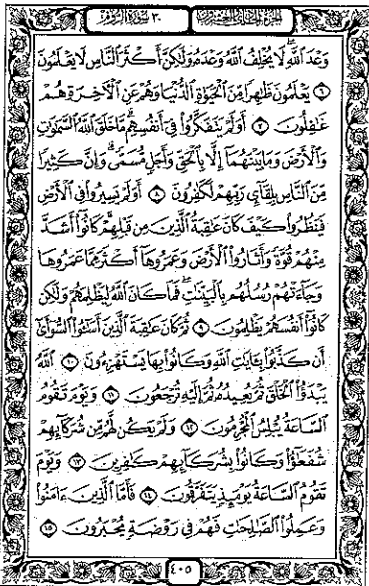 الجزء الحادي والعشرون
٣٠ سورة الروم
وَعْدَ ٱللَّهِ لَا يُخْلِفُ ٱللَّهُ وَعْدَهُۥ وَلَٰكِنَّ أَكْثَرَ ٱلنَّاسِ لَا يَعْلَمُونَ
٦ يَعْلَمُونَ ظَٰهِرًا مِّنَ ٱلْحَيَوٰةِ ٱلدُّنْيَا وَهُمْ عَنِ ٱلْءَاخِرَةِ هُمْ
غَٰفِلُونَ ٧ أَوَلَمْ يَتَفَكَّرُوا۟ فِىٓ أَنفُسِهِم مَّا خَلَقَ ٱللَّهُ ٱلسَّمَٰوَٰتِ
وَٱلْأَرْضَ وَمَا بَيْنَهُمَآ إِلَّا بِٱلْحَقِّ وَأَجَلٍ مُّسَمًّى وَإِنَّ كَثِيرًا
مِّنَ ٱلنَّاسِ بِلِقَآئِ رَبِّهِمْ لَكَٰفِرُونَ ٨ أَوَلَمْ يَسِيرُوا۟ فِى ٱلْأَرْضِ
فَيَنظُرُوا۟ كَيْفَ كَانَ عَٰقِبَةُ ٱلَّذِينَ مِن قَبْلِهِمْ كَانُوٓا۟ أَشَدَّ
مِنْهُمْ قُوَّةً وَأَثَارُوا۟ ٱلْأَرْضَ وَعَمَرُوهَآ أَكْثَرَ مِمَّا عَمَرُوهَا
وَجَآءَتْهُمْ رُسُلُهُم بِٱلْبَيِّنَٰتِ فَمَا كَانَ ٱللَّهُ لِيَظْلِمَهُمْ وَلَٰكِن
كَانُوٓا۟ أَنفُسَهُمْ يَظْلِمُونَ ٩ ثُمَّ كَانَ عَٰقِبَةَ ٱلَّذِينَ أَسَٰٓـُٔوا۟ ٱلسُّوٓأَىٰٓ
أَن كَذَّبُوا۟ بِـَٔايَٰتِ ٱللَّهِ وَكَانُوا۟ بِهَا يَسْتَهْزِءُونَ ١٠ ٱللَّهُ
يَبْدَؤُا۟ ٱلْخَلْقَ ثُمَّ يُعِيدُهُۥ ثُمَّ إِلَيْهِ تُرْجَعُونَ ١١ وَيَوْمَ تَقُومُ
ٱلسَّاعَةُ يُبْلِسُ ٱلْمُجْرِمُونَ ١٢ وَلَمْ يَكُن لَّهُم مِّن شُرَكَآئِهِمْ
شُفَعَٰٓؤُا۟ وَكَانُوا۟ بِشُرَكَآئِهِمْ كَٰفِرِينَ ١٣ وَيَوْمَ
تَقُومُ ٱلسَّاعَةُ يَوْمَئِذٍ يَتَفَرَّقُونَ ١٤ فَأَمَّا ٱلَّذِينَ ءَامَنُوا۟
وَعَمِلُوا۟ ٱلصَّٰلِحَٰتِ فَهُمْ فِى رَوْضَةٍ يُحْبَرُونَ ١٥
٤٠٥